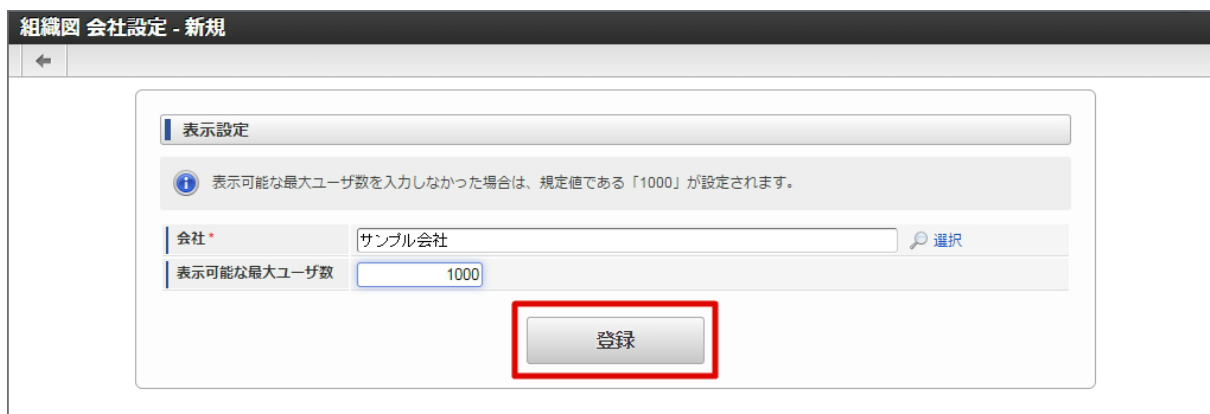 組織図 会社設定 - 新規
表示設定
表示可能な最大ユーザ数を入力しなかった場合は、規定値である「1000」が設定されます。
会社* サンプル会社 選択
表示可能な最大ユーザ数 1000
登録